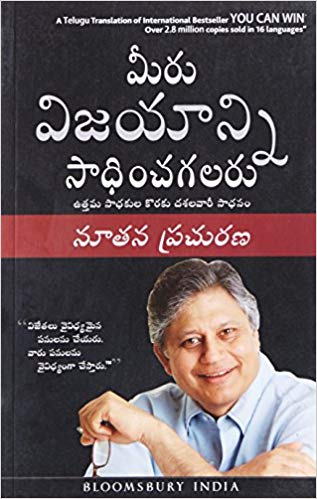 A Telugu Translation of International Bestseller YOU CAN WIN
Over 2.8 million copies sold in 16 languages"
మీరు
విజయాన్ని
సాధించగలరు
ఉత్తమ సాధకుల కొరకు దశలవారీ సాధనం
నూతన ప్రచురణ
"విజేతలు వైవిధ్యమైన
పనులను చేయరు.
వారు పనులను
వైవిధ్యంగా చేస్తారు.™"
BLOOMSBURY INDIA